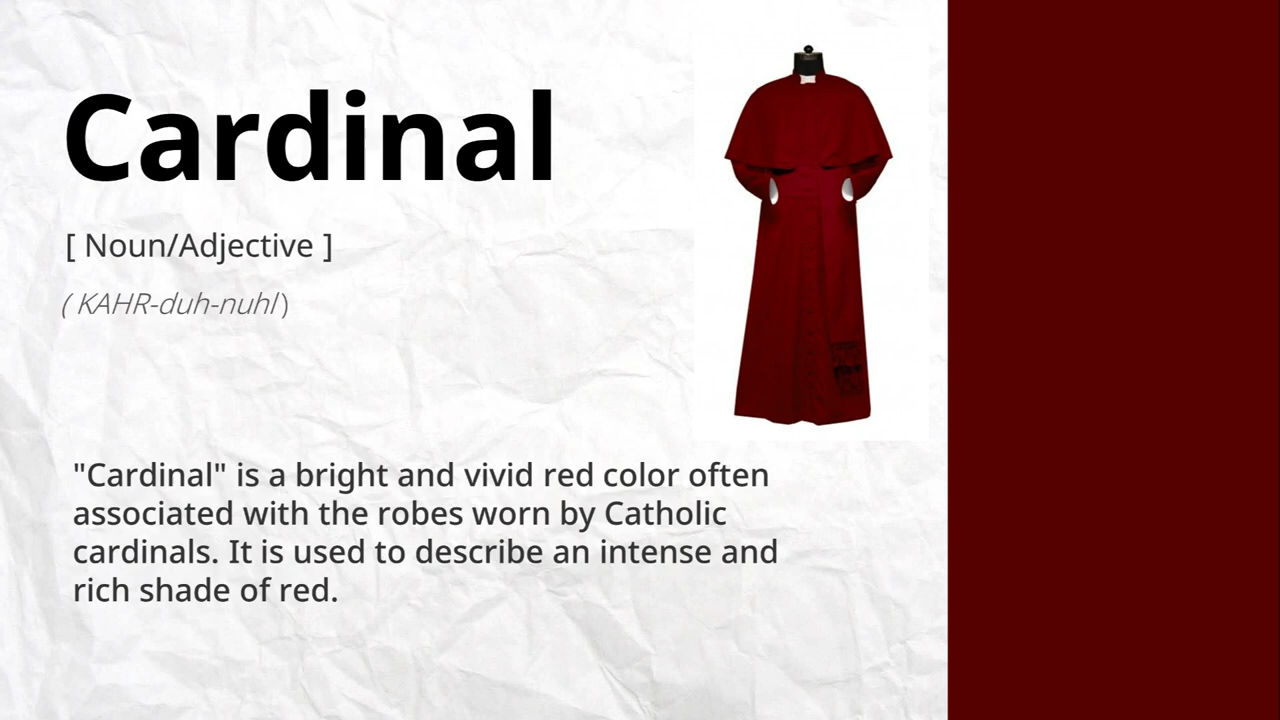 Cardinal
[ Noun/Adjective ]
( KAHR-duh-nuhl )
"Cardinal" is a bright and vivid red color often
associated with the robes worn by Catholic
cardinals. It is used to describe an intense and
rich shade of red.